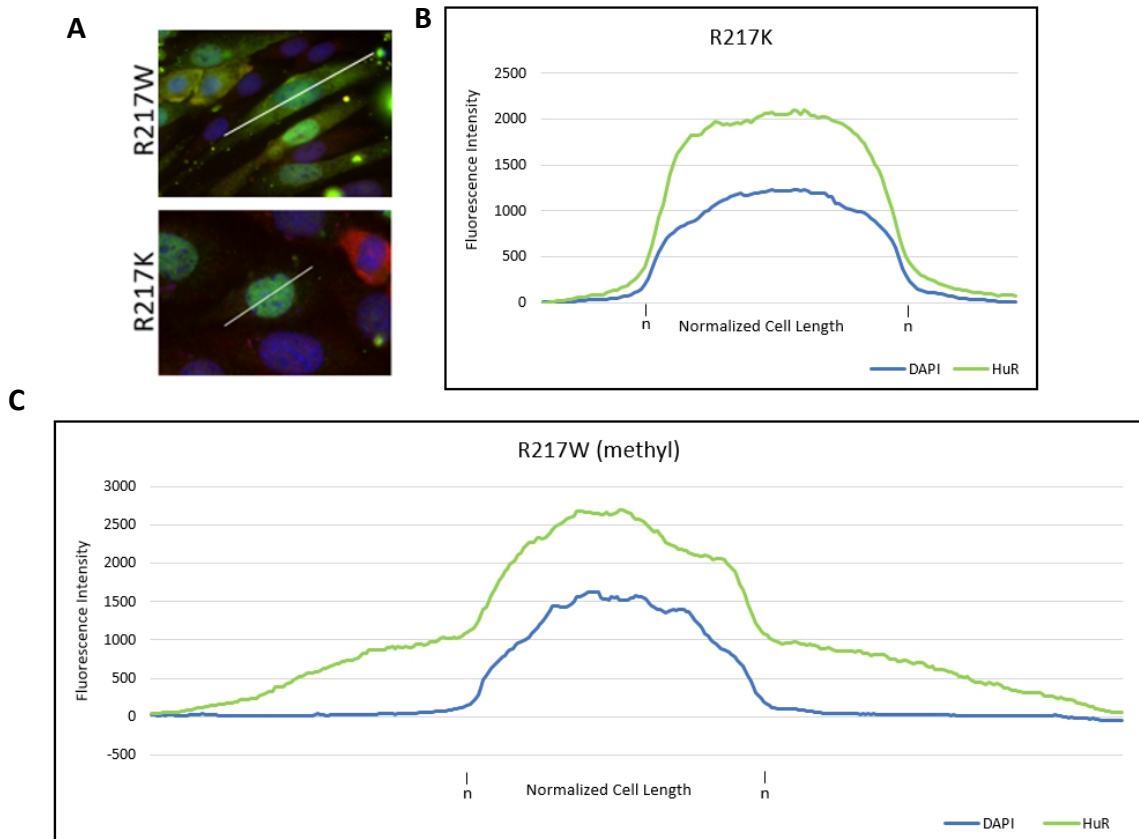 A
R217W
R217K
B
R217K
Fluorescence Intensity
2500
2000
1500
1000
500
0
n
Normalized Cell Length
n
DAPI
HuR
C
R217W (methyl)
Fluorescence Intensity
3000
2500
2000
1500
1000
500
0
-500
n
Normalized Cell Length
n
DAPI
HuR